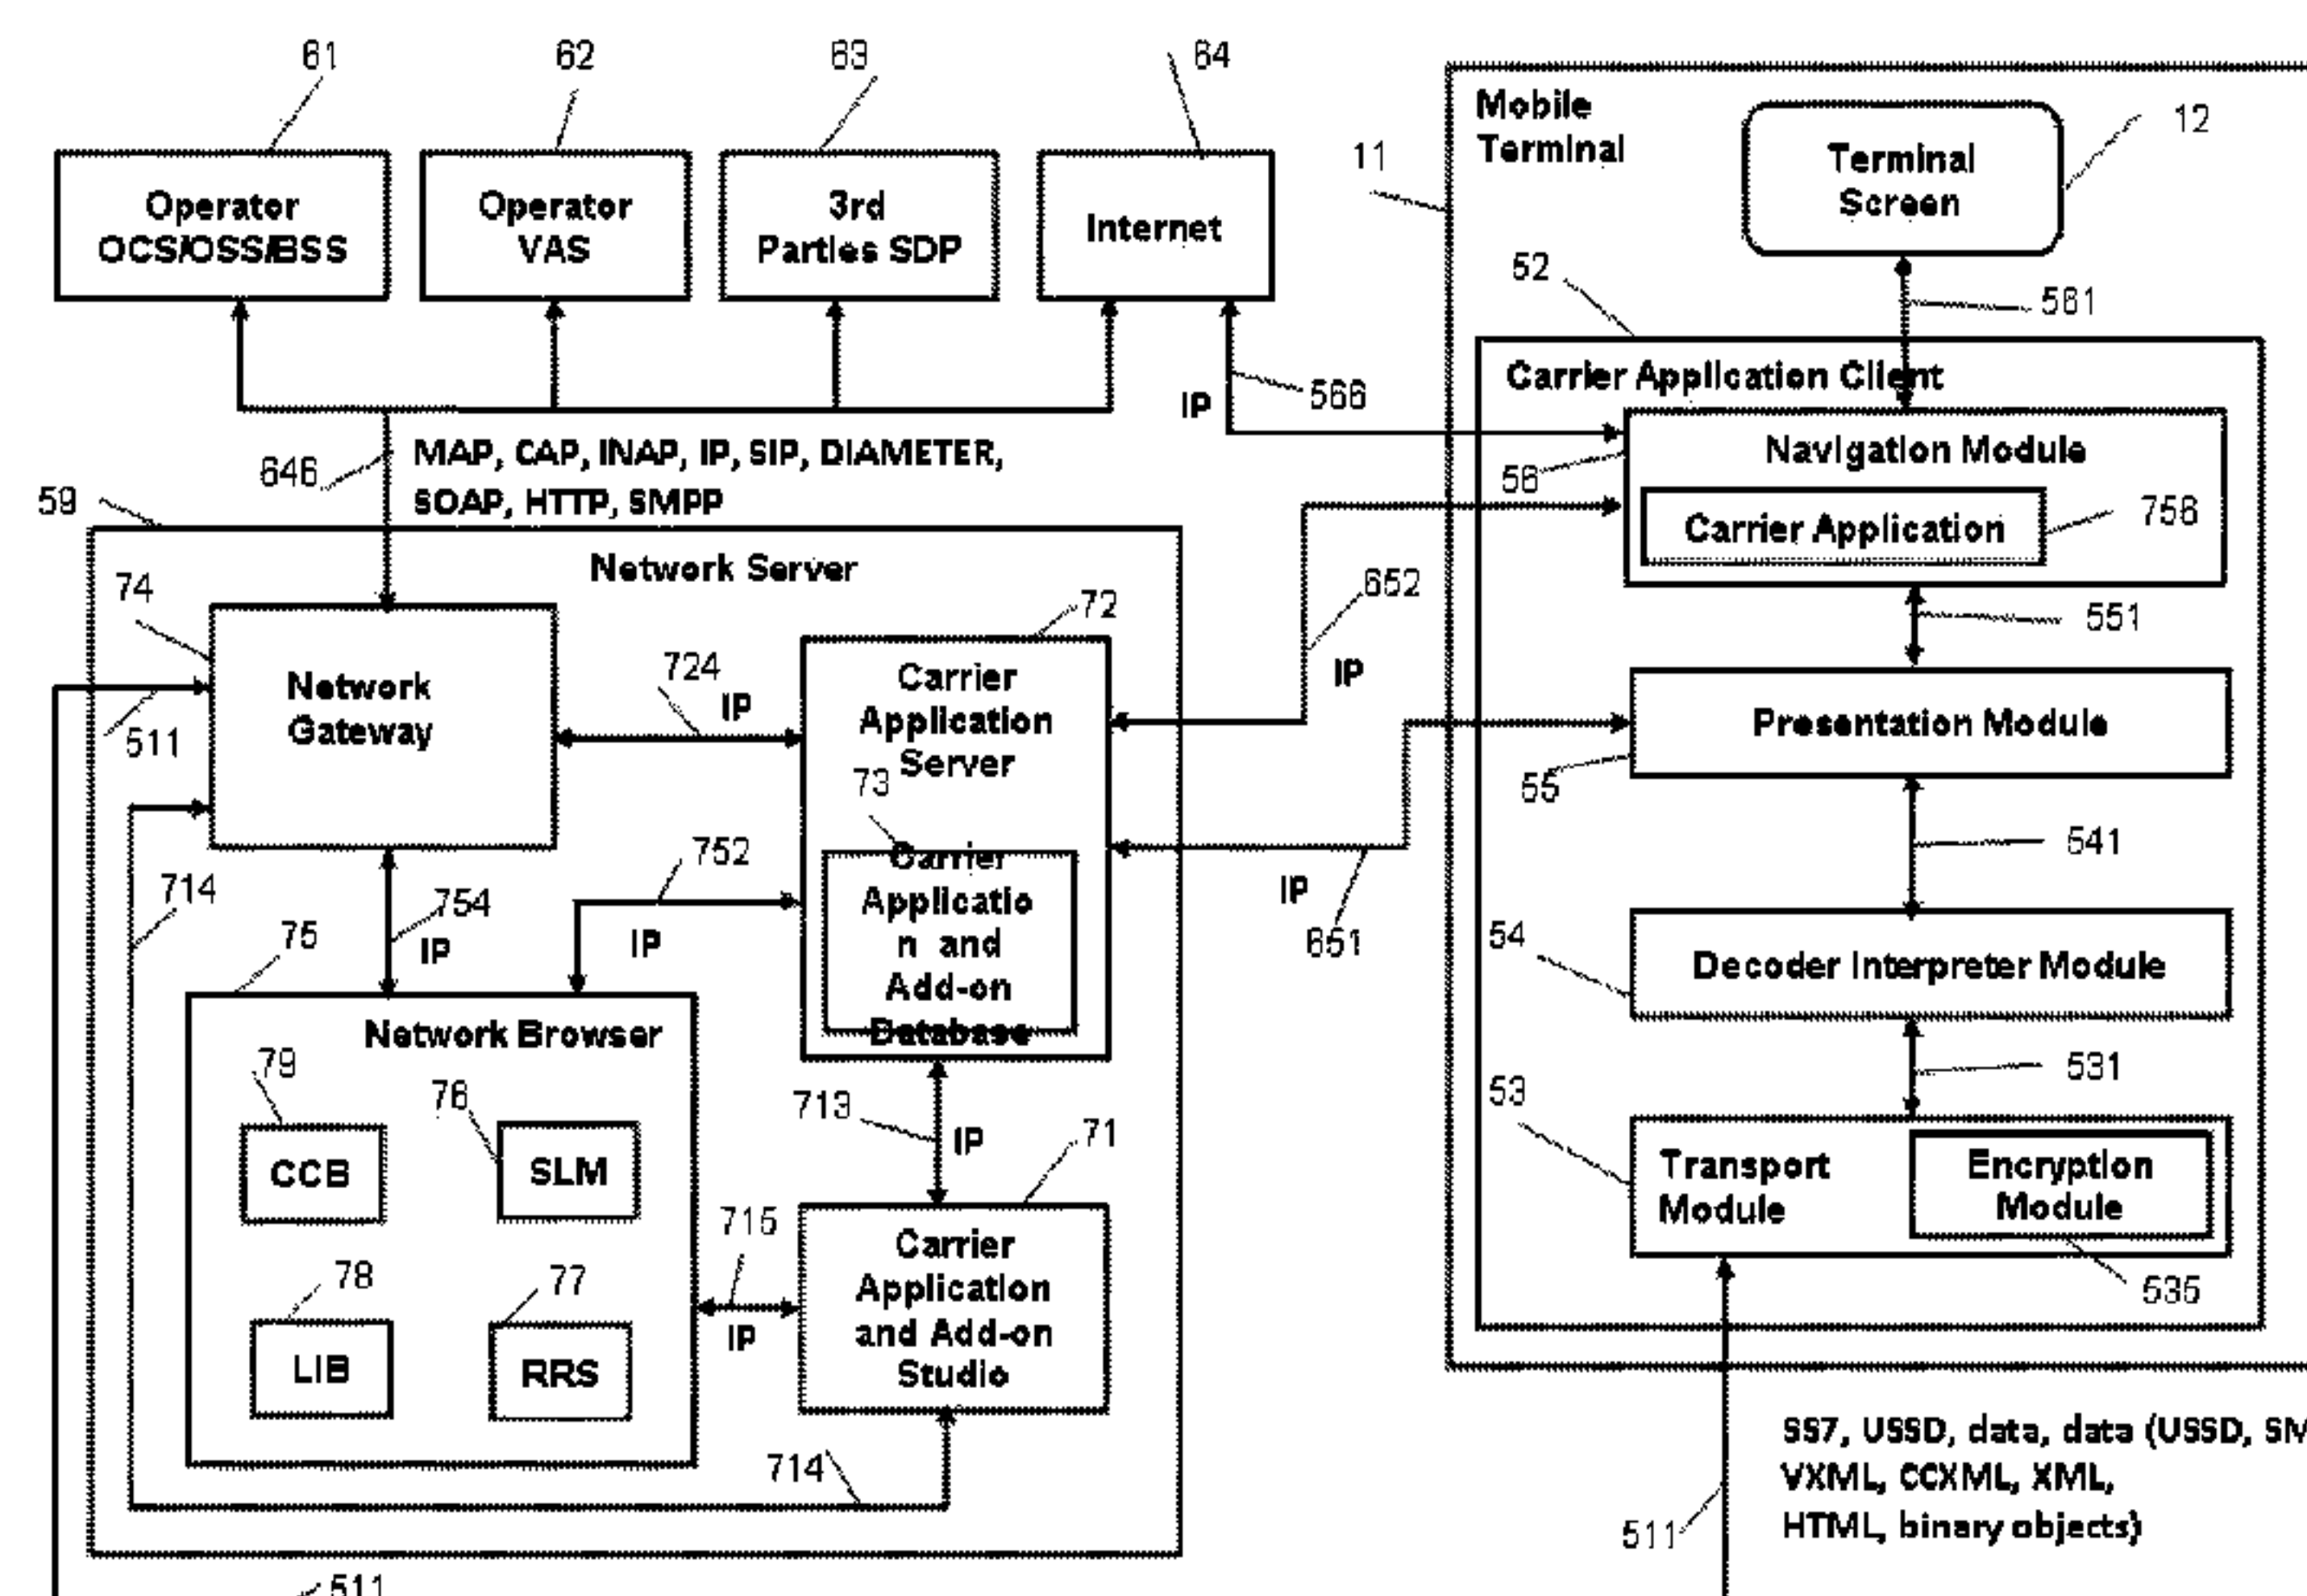 61
62
63
64
Operator
OCS/OSS/BSS
Operator
VAS
3rd
Parties SDP
Internet
IP
566
646
MAP, CAP, INAP, IP, SIP, DIAMETER,
SOAP, HTTP, SMPP
59
Network Server
74
Network
Gateway
511
724
IP
72
Carrier
Application
Server
73
Carrier
Applicatio
n and
Add-on
Database
714
754
IP
752
IP
75
Network Browser
79
CCB
76
SLM
78
LIB
77
RRS
713
IP
71
715
IP
Carrier
Application
and Add-on
Studio
714
511
652
IP
IP
651
11
Mobile
Terminal
Terminal
Screen
12
52
561
Carrier Application Client
56
Navigation Module
Carrier Application
756
551
Presentation Module
55
541
54
Decoder Interpreter Module
531
53
Transport
Module
Encryption
Module
535
SS7, USSD, data, data (USSD, SM
VXML, CCXML, XML,
HTML, binary objects)
511